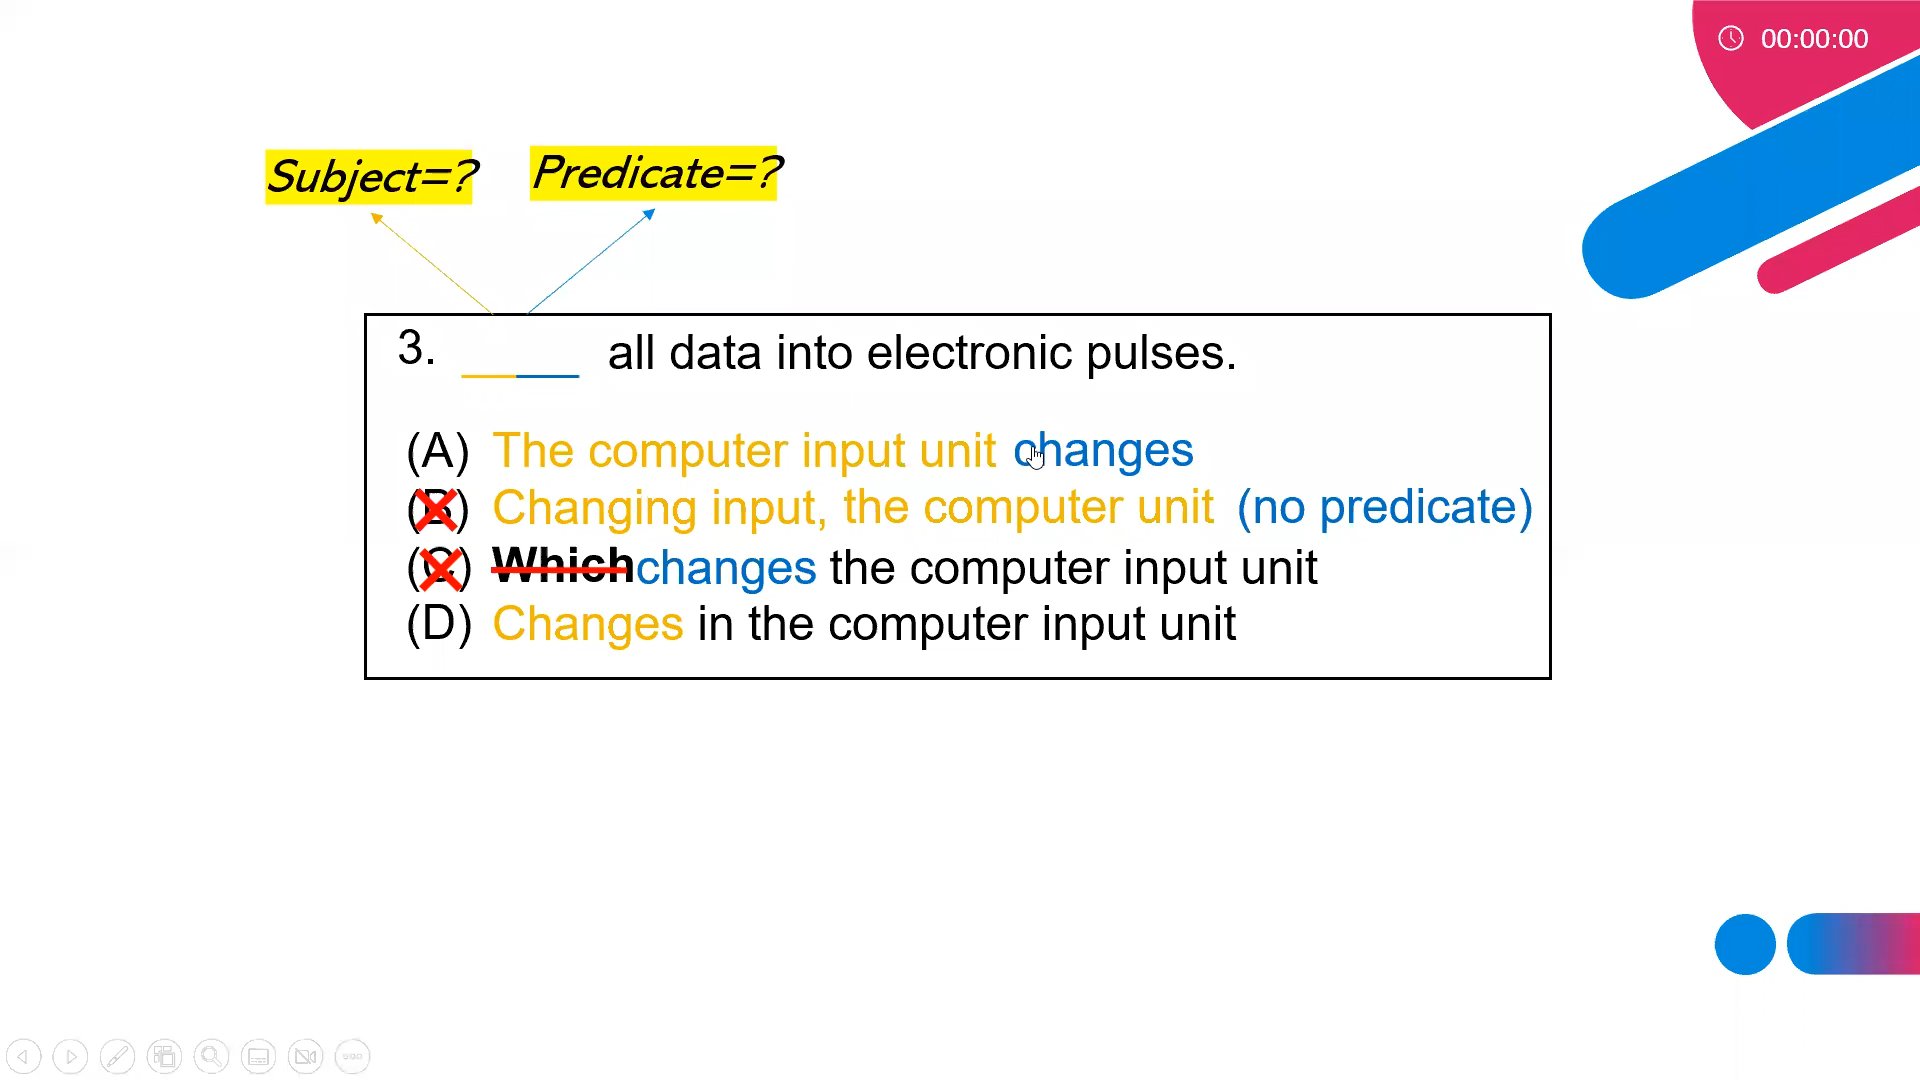 00:00:00
Subject=? Predicate=?
3. ____ all data into electronic pulses.
(A) The computer input unit changes
(B) Changing input, the computer unit (no predicate)
(C) Which changes the computer input unit
(D) Changes in the computer input unit